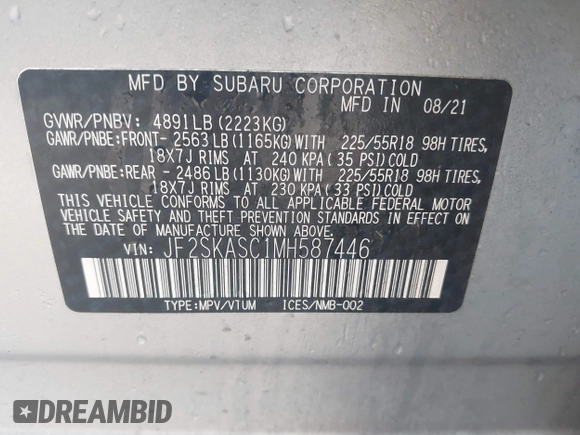 MFD BY SUBARU CORPORATION
MFD IN 08/21
GVWR/PNBV: 4891LB (2223KG)
GAWR/PNBE:FRONT- 2563LB (1165KG)WITH 225/55R18 98H TIRES,
18X7J RIMS AT 240 KPA (35 PSI)COLD
GAWR/PNBE:REAR - 2486LB (1130KG)WITH 225/55R18 98H TIRES,
18X7J RIMS AT 230 KPA (33 PSI)COLD
THIS VEHICLE CONFORMS TO ALL APPLICABLE FEDERAL MOTOR
VEHICLE SAFETY AND THEFT PREVENTION STANDARDS IN EFFECT
ON THE DATE OF MANUFACTURE SHOWN ABOVE.
VIN: JF2SKASC1MH587446
TYPE:MPV/VTUM ICES/NMB-002
DREAMBID